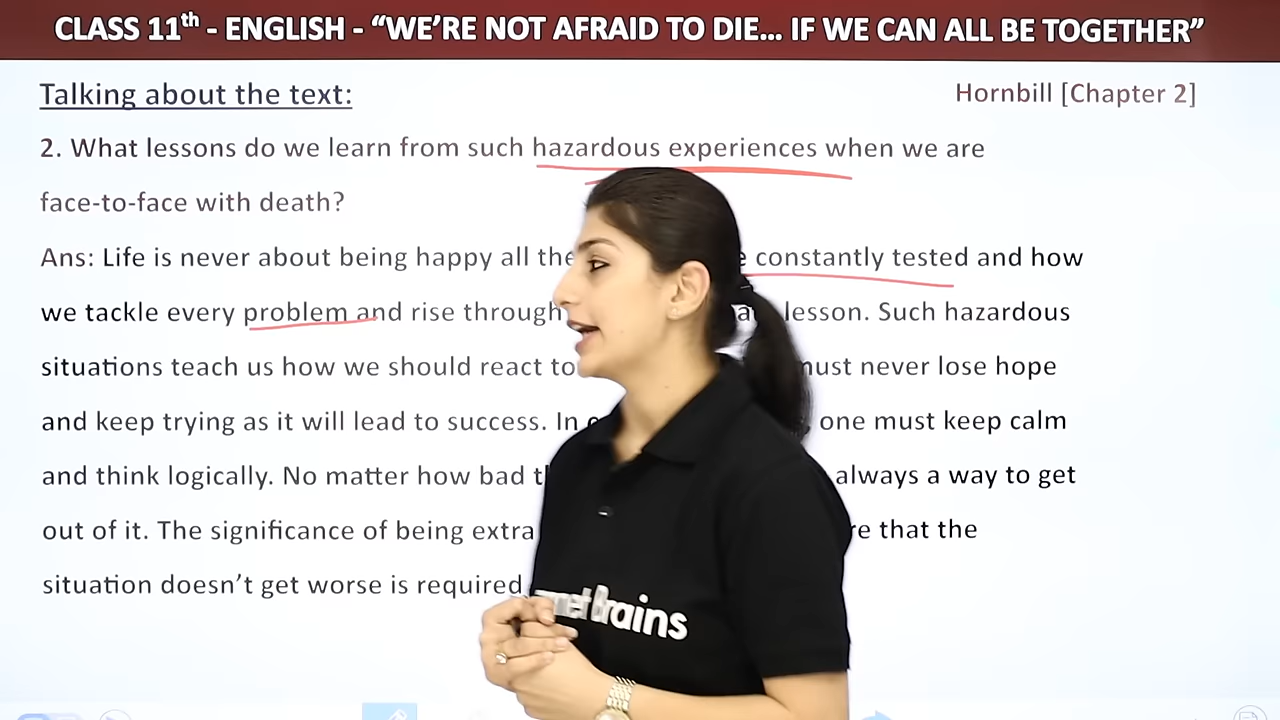 CLASS 11th - ENGLISH - “WE’RE NOT AFRAID TO DIE... IF WE CAN ALL BE TOGETHER”
Talking about the text:
Hornbill [Chapter 2]
2. What lessons do we learn from such hazardous experiences when we are
face-to-face with death?
Ans: Life is never about being happy all the constantly tested and how
we tackle every problem and rise through lesson. Such hazardous
situations teach us how we should react to must never lose hope
and keep trying as it will lead to success. In one must keep calm
and think logically. No matter how bad always a way to get
out of it. The significance of being extra that the
situation doesn’t get worse is required
Brains